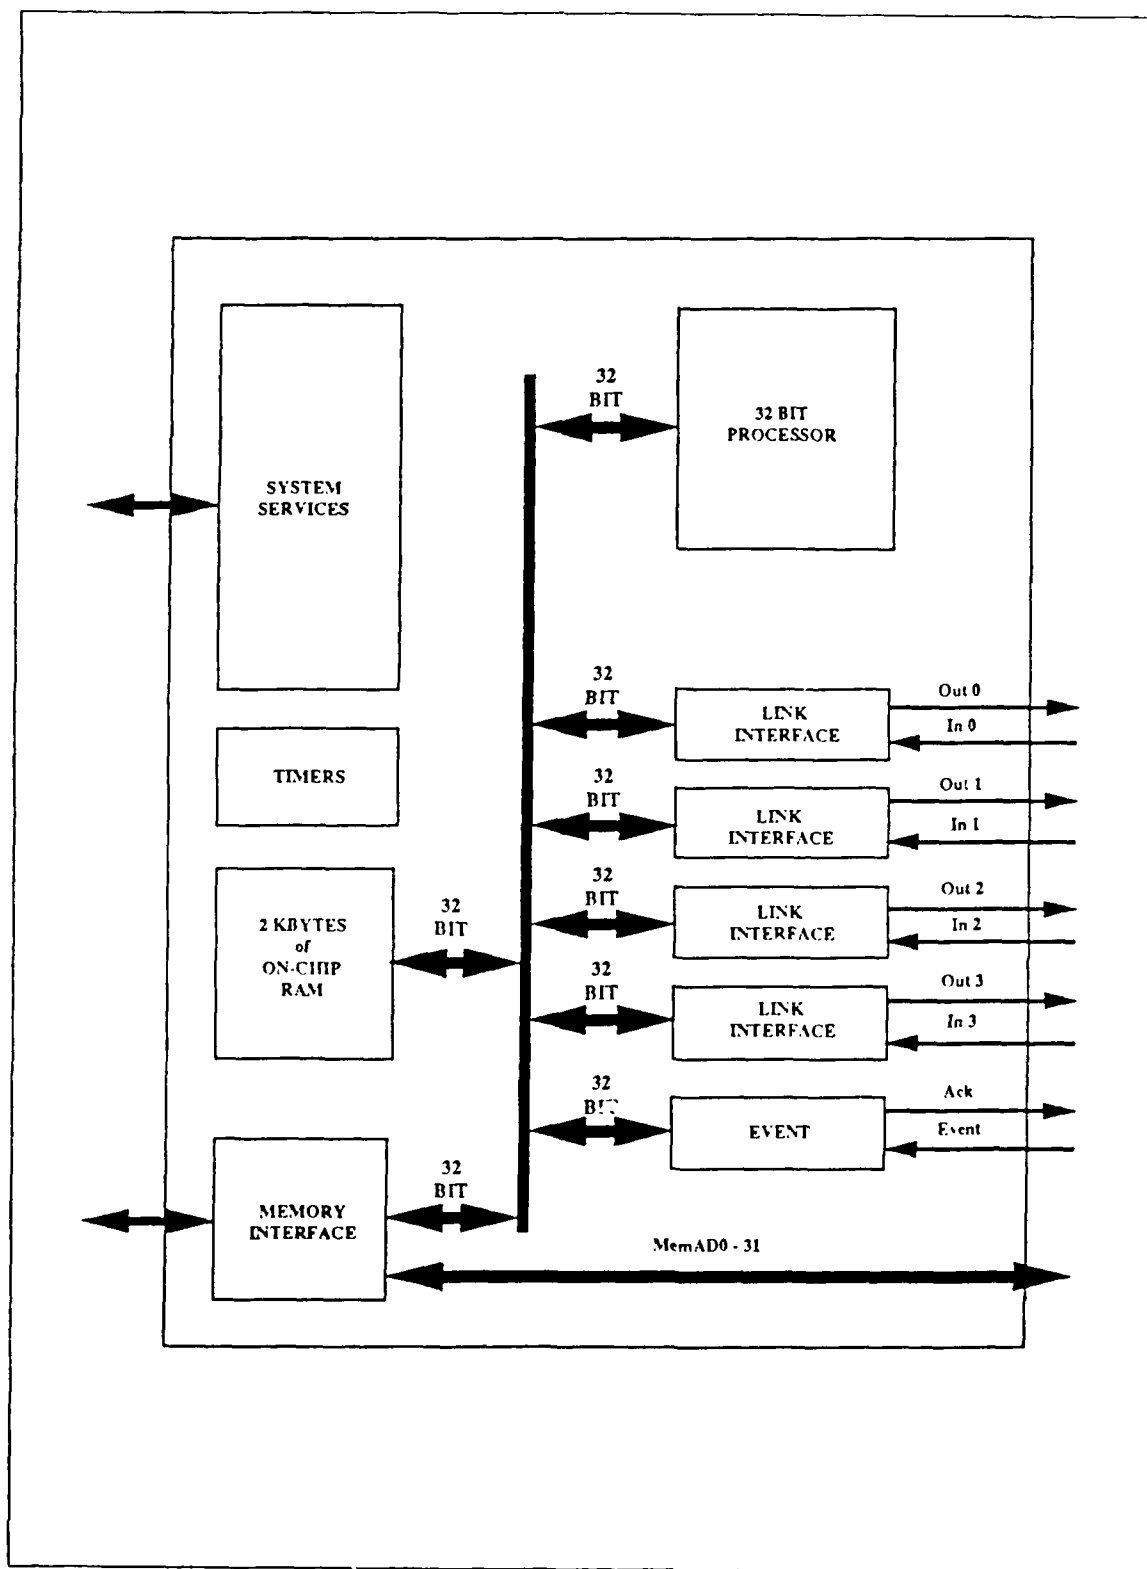 32
BIT
32 BIT
PROCESSOR
SYSTEM
SERVICES
32
BIT
LINK
INTERFACE
Out 0
In 0
TIMERS
32
BIT
LINK
INTERFACE
Out 1
In 1
2 KBYTES
of
ON-CHIP
RAM
32
BIT
32
BIT
LINK
INTERFACE
Out 2
In 2
32
BIT
LINK
INTERFACE
Out 3
In 3
32
BIT
EVENT
Ack
Event
MEMORY
INTERFACE
32
BIT
MemAD0 - 31